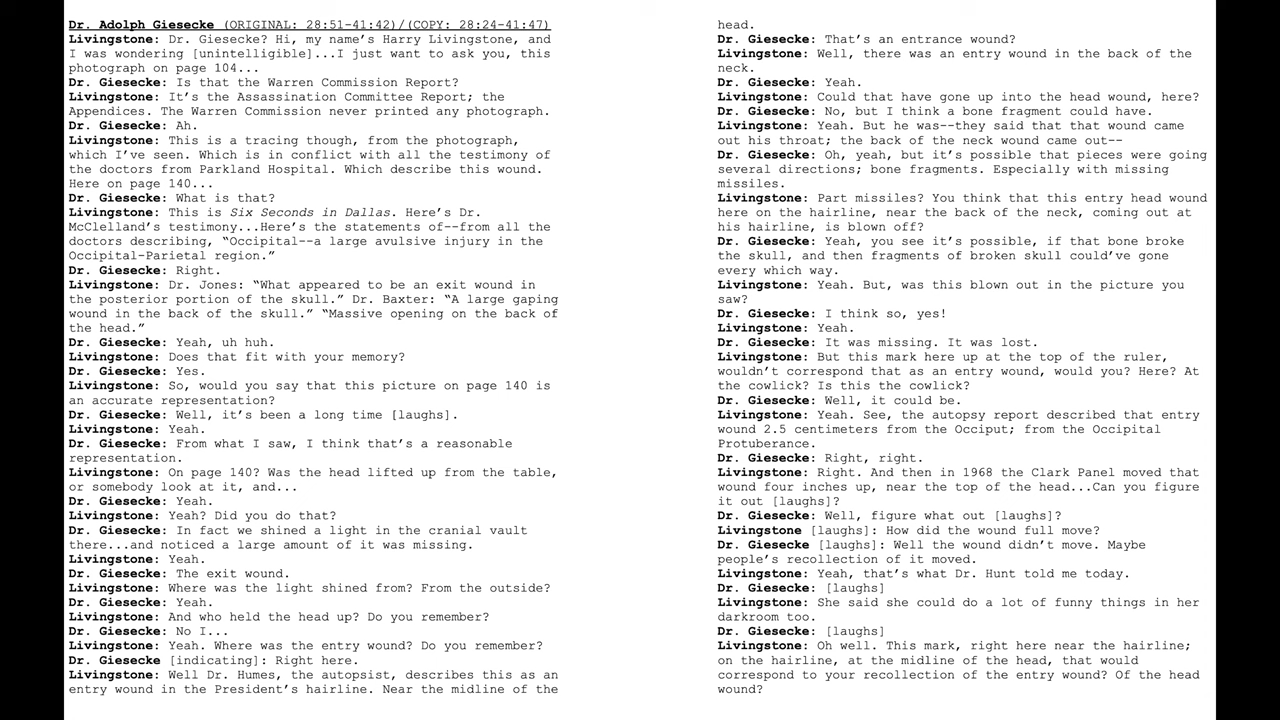 Dr. Adolph Giesecke (ORIGINAL: 28:51-41:42)/(COPY: 28:24-41:47)
Livingstone: Dr. Giesecke? Hi, my name's Harry Livingstone, and
I was wondering [unintelligible]...I just want to ask you, this
photograph on page 104...
Dr. Giesecke: Is that the Warren Commission Report?
Livingstone: It's the Assassination Committee Report; the
Appendices. The Warren Commission never printed any photograph.
Dr. Giesecke: Ah.
Livingstone: This is a tracing though, from the photograph,
which I've seen. Which is in conflict with all the testimony of
the doctors from Parkland Hospital. Which describe this wound.
Here on page 140...
Dr. Giesecke: What is that?
Livingstone: This is Six Seconds in Dallas. Here's Dr.
McClelland's testimony...Here's the statements of--from all the
doctors describing, “Occipital--a large avulsive injury in the
Occipital-Parietal region.”
Dr. Giesecke: Right.
Livingstone: Dr. Jones: “What appeared to be an exit wound in
the posterior portion of the skull.” Dr. Baxter: “A large gaping
wound in the back of the skull.” “Massive opening on the back of
the head.”
Dr. Giesecke: Yeah, uh huh.
Livingstone: Does that fit with your memory?
Dr. Giesecke: Yes.
Livingstone: So, would you say that this picture on page 140 is
an accurate representation?
Dr. Giesecke: Well, it's been a long time [laughs].
Livingstone: Yeah.
Dr. Giesecke: From what I saw, I think that's a reasonable
representation.
Livingstone: On page 140? Was the head lifted up from the table,
or somebody look at it, and...
Dr. Giesecke: Yeah.
Livingstone: Yeah? Did you do that?
Dr. Giesecke: In fact we shined a light in the cranial vault
there...and noticed a large amount of it was missing.
Livingstone: Yeah.
Dr. Giesecke: The exit wound.
Livingstone: Where was the light shined from? From the outside?
Dr. Giesecke: Yeah.
Livingstone: And who held the head up? Do you remember?
Dr. Giesecke: No I...
Livingstone: Yeah. Where was the entry wound? Do you remember?
Dr. Giesecke [indicating]: Right here.
Livingstone: Well Dr. Humes, the autopsist, describes this as an
entry wound in the President's hairline. Near the midline of the
head.
Dr. Giesecke: That's an entrance wound?
Livingstone: Well, there was an entry wound in the back of the
neck.
Dr. Giesecke: Yeah.
Livingstone: Could that have gone up into the head wound, here?
Dr. Giesecke: No, but I think a bone fragment could have.
Livingstone: Yeah. But he was--they said that that wound came
out his throat; the back of the neck wound came out--
Dr. Giesecke: Oh, yeah, but it's possible that pieces were going
several directions; bone fragments. Especially with missing
missiles.
Livingstone: Part missiles? You think that this entry head wound
here on the hairline, near the back of the neck, coming out at
his hairline, is blown off?
Dr. Giesecke: Yeah, you see it's possible, if that bone broke
the skull, and then fragments of broken skull could've gone
every which way.
Livingstone: Yeah. But, was this blown out in the picture you
saw?
Dr. Giesecke: I think so, yes!
Livingstone: Yeah.
Dr. Giesecke: It was missing. It was lost.
Livingstone: But this mark here up at the top of the ruler,
wouldn't correspond that as an entry wound, would you? Here? At
the cowlick? Is this the cowlick?
Dr. Giesecke: Well, it could be.
Livingstone: Yeah. See, the autopsy report described that entry
wound 2.5 centimeters from the Occiput; from the Occipital
Protuberance.
Dr. Giesecke: Right, right.
Livingstone: Right. And then in 1968 the Clark Panel moved that
wound four inches up, near the top of the head...Can you figure
it out [laughs]?
Dr. Giesecke: Well, figure what out [laughs]?
Livingstone [laughs]: How did the wound full move?
Dr. Giesecke [laughs]: Well the wound didn't move. Maybe
people's recollection of it moved.
Livingstone: Yeah, that's what Dr. Hunt told me today.
Dr. Giesecke: [laughs]
Livingstone: She said she could do a lot of funny things in her
darkroom too.
Dr. Giesecke: [laughs]
Livingstone: Oh well. This mark, right here near the hairline;
on the hairline, at the midline of the head, that would
correspond to your recollection of the entry wound? Of the head
wound?